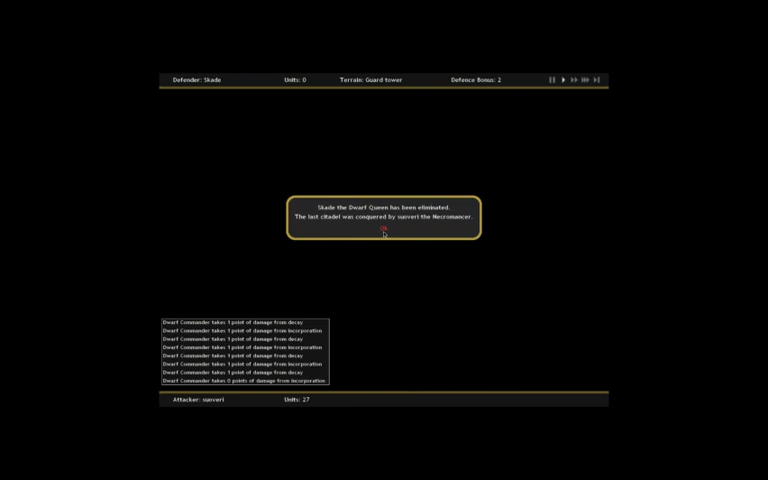 Defender: Skade Units: 0 Terrain: Guard tower Defence Bonus: 2
Skade the Dwarf Queen has been eliminated.
The last citadel was conquered by suoveri the Necromancer.
Ok
Dwarf Commander takes 1 point of damage from decay
Dwarf Commander takes 1 point of damage from incorporation
Dwarf Commander takes 1 point of damage from decay
Dwarf Commander takes 1 point of damage from incorporation
Dwarf Commander takes 1 point of damage from decay
Dwarf Commander takes 1 point of damage from incorporation
Dwarf Commander takes 1 point of damage from decay
Dwarf Commander takes 0 points of damage from incorporation
Attacker: suoveri Units: 27